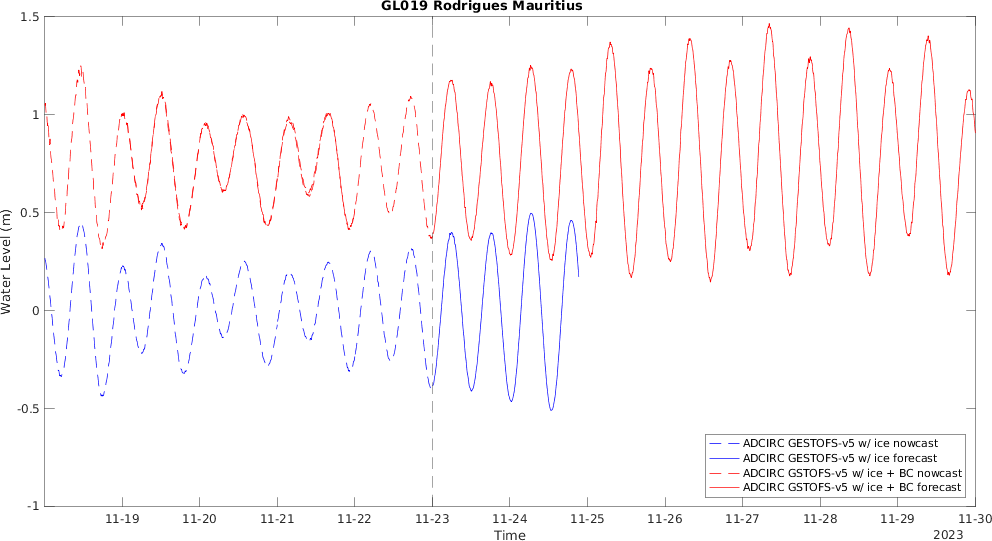 GL019 Rodrigues Mauritius
1.5
1
0.5
0
-0.5
-1
Water Level (m)
ADCIRC GESTOFS-v5 w/ ice nowcast
ADCIRC GESTOFS-v5 w/ ice forecast
ADCIRC GSTOFS-v5 w/ ice + BC nowcast
ADCIRC GSTOFS-v5 w/ ice + BC forecast
11-19 11-20 11-21 11-22 11-23 11-24 11-25 11-26 11-27 11-28 11-29 11-30
Time
2023